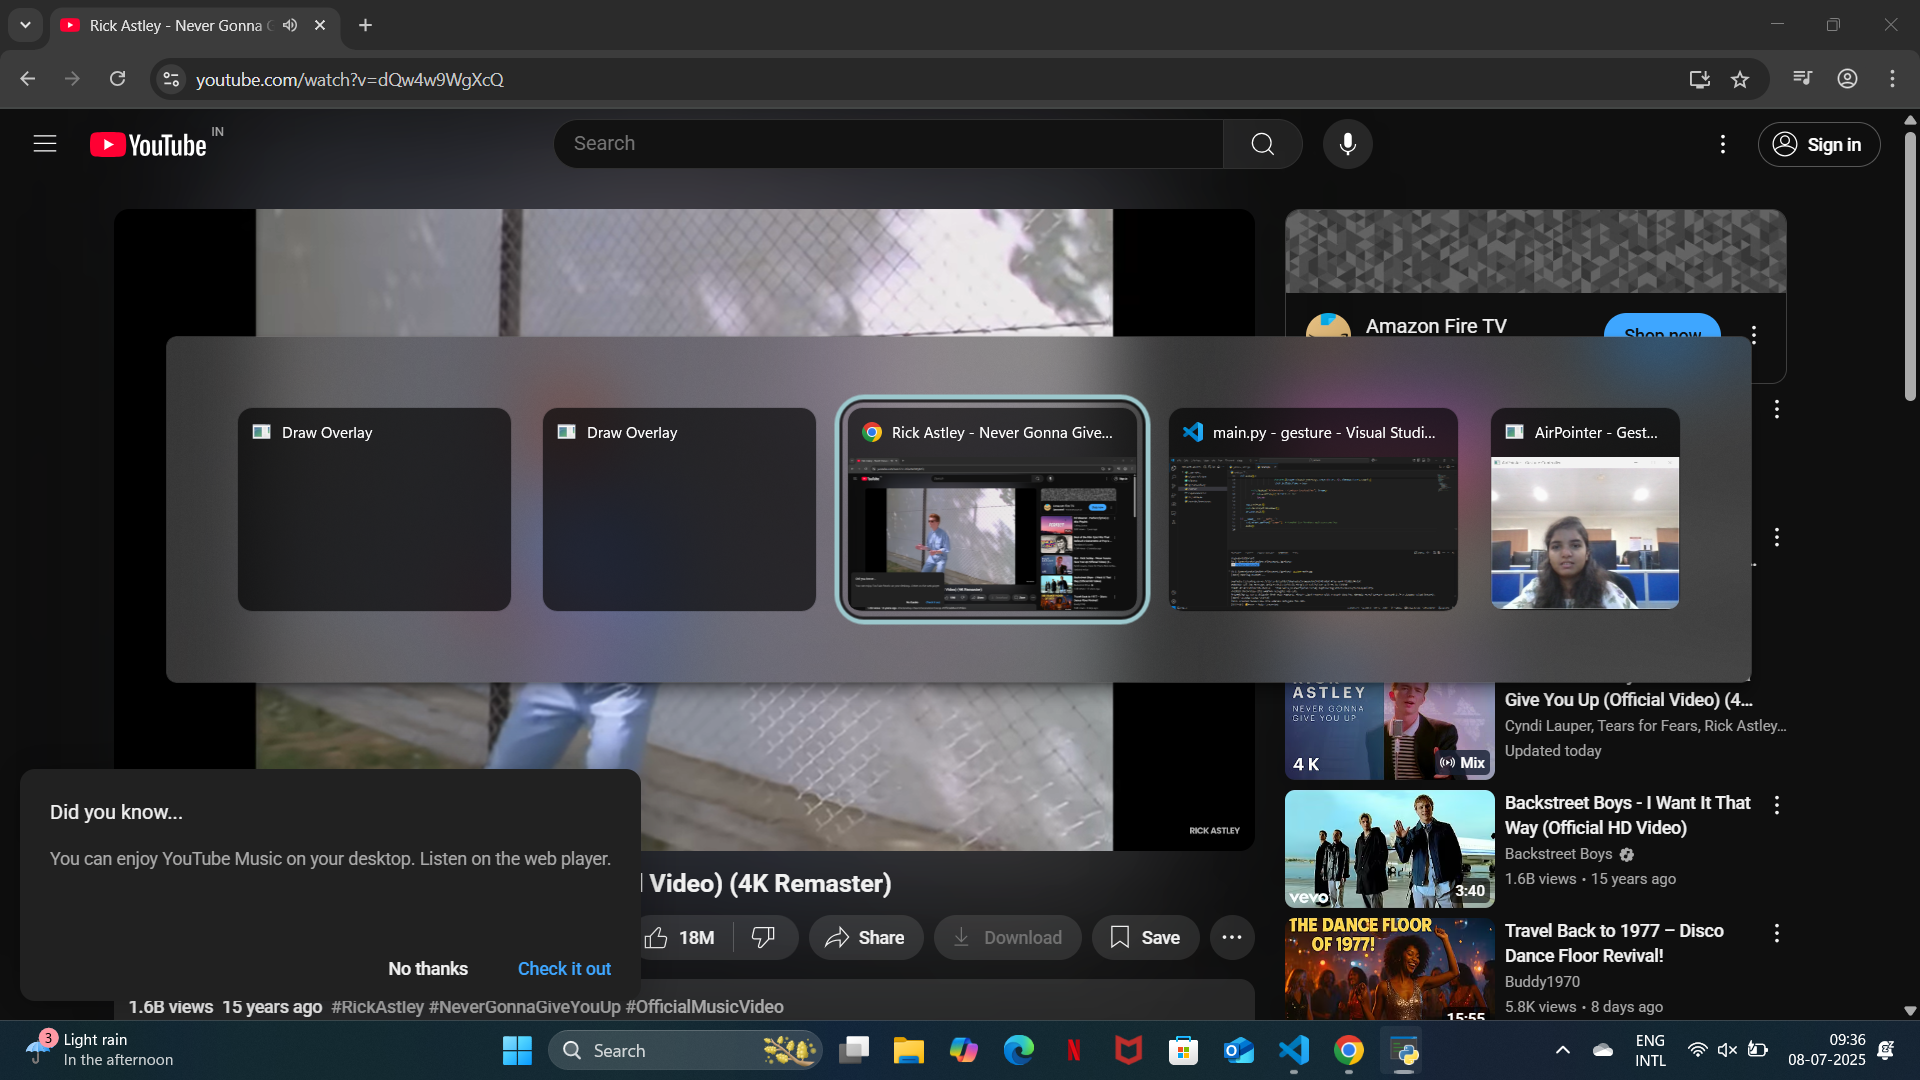 Rick Astley - Never Gonna G
youtube.com/watch?v=dQw4w9WgXcQ
YouTube IN
Search
Sign in
Amazon Fire TV
Shop now
Draw Overlay
Draw Overlay
Rick Astley - Never Gonna Give...
main.py - gesture - Visual Studi...
AirPointer - Gest...
RICK ASTLEY
ASTLEY
NEVER GONNA
GIVE YOU UP
4K
Mix
Give You Up (Official Video) (4...
Cyndi Lauper, Tears for Fears, Rick Astley...
Updated today
vevo
3:40
Backstreet Boys - I Want It That
Way (Official HD Video)
Backstreet Boys
1.6B views • 15 years ago
THE DANCE FLOOR
OF 1977!
15:55
Travel Back to 1977 – Disco
Dance Floor Revival!
Buddy1970
5.8K views • 8 days ago
Did you know...
You can enjoy YouTube Music on your desktop. Listen on the web player.
No thanks
Check it out
l Video) (4K Remaster)
18M
Share
Download
Save
1.6B views 15 years ago #RickAstley #NeverGonnaGiveYouUp #OfficialMusicVideo
3
Light rain
In the afternoon
Search
ENG
INTL
09:36
08-07-2025